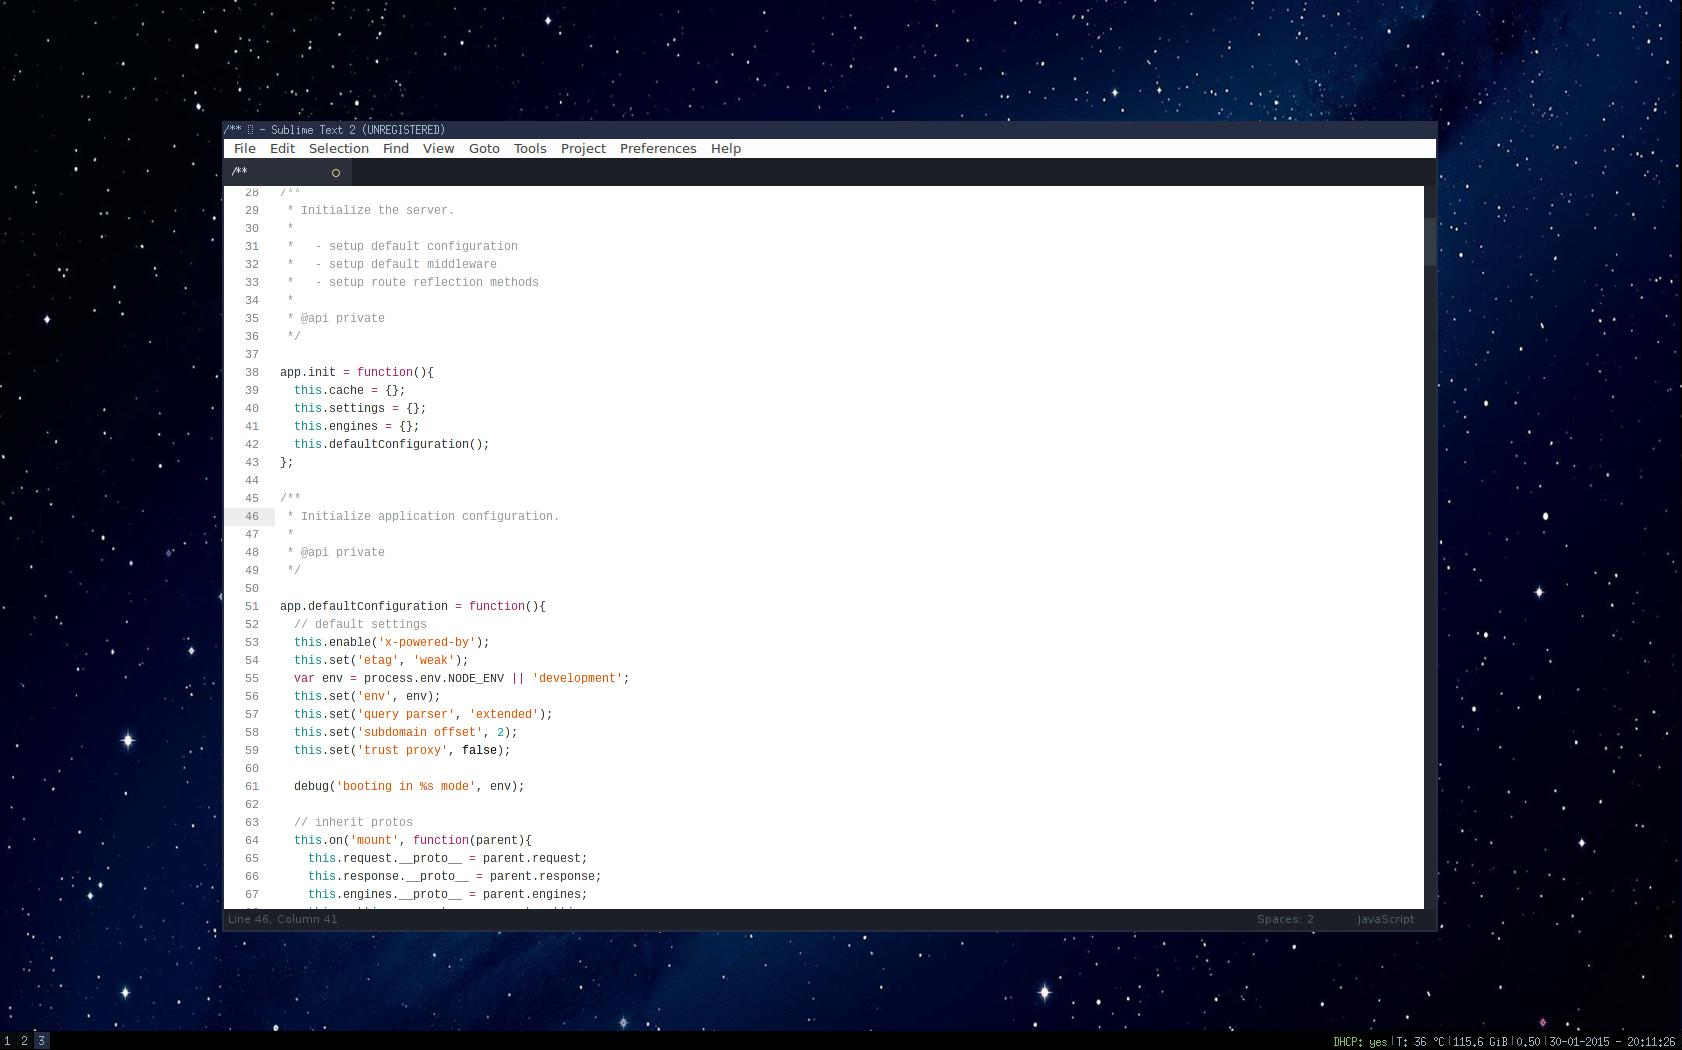 /** - Sublime Text 2 (UNREGISTERED)
File Edit Selection Find View Goto Tools Project Preferences Help
/**
28 /**
29  * Initialize the server.
30  *
31  *   - setup default configuration
32  *   - setup default middleware
33  *   - setup route reflection methods
34  *
35  * @api private
36  */
37
38 app.init = function(){
39   this.cache = {};
40   this.settings = {};
41   this.engines = {};
42   this.defaultConfiguration();
43 };
44
45 /**
46  * Initialize application configuration.
47  *
48  * @api private
49  */
50
51 app.defaultConfiguration = function(){
52   // default settings
53   this.enable('x-powered-by');
54   this.set('etag', 'weak');
55   var env = process.env.NODE_ENV || 'development';
56   this.set('env', env);
57   this.set('query parser', 'extended');
58   this.set('subdomain offset', 2);
59   this.set('trust proxy', false);
60
61   debug('booting in %s mode', env);
62
63   // inherit protos
64   this.on('mount', function(parent){
65     this.request.__proto__ = parent.request;
66     this.response.__proto__ = parent.response;
67     this.engines.__proto__ = parent.engines;
Line 46, Column 41 Spaces: 2 JavaScript
1 2 3 DHCP: yes|T: 36 °C|115.6 GiB|0.50|30-01-2015 - 20:11:26